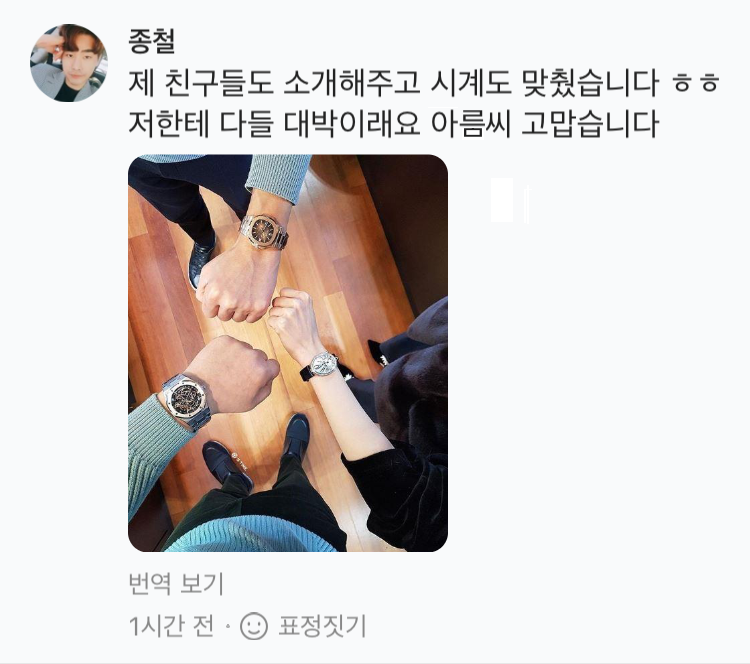 종철
제 친구들도 소개해주고 시계도 맞췄습니다 ㅎㅎ
저한테 다들 대박이래요 아름씨 고맙습니다
번역 보기
1시간 전 · 표정짓기